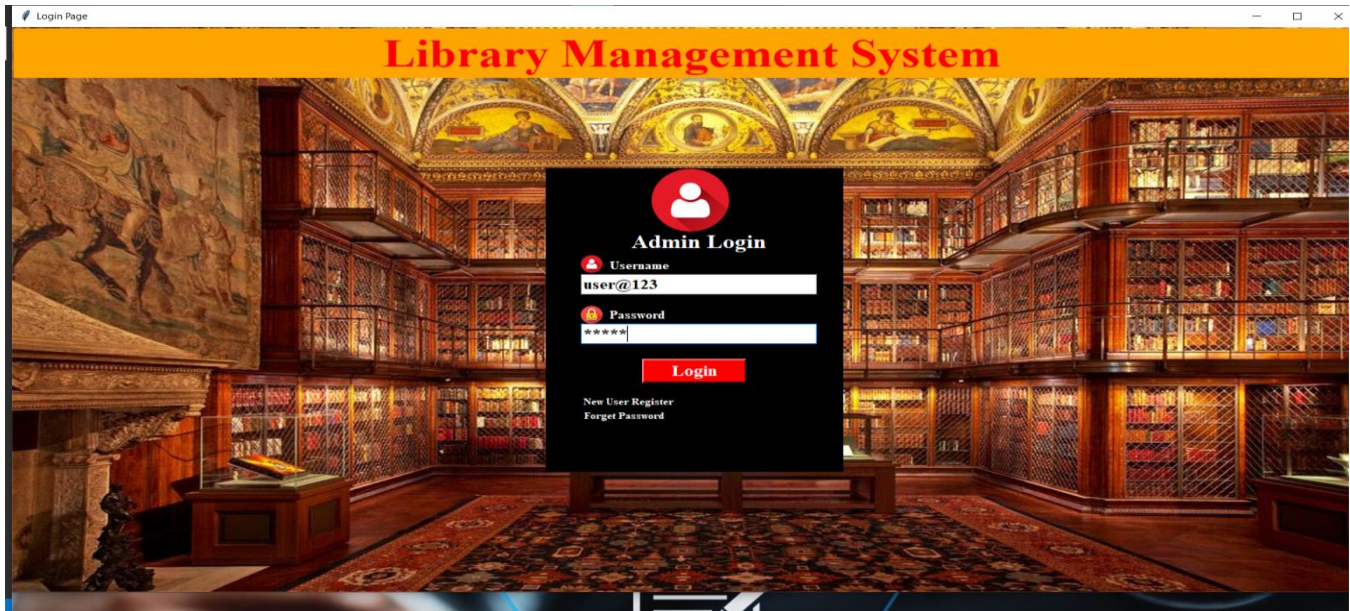 Login Page
Library Management System
Admin Login
Username
user@123
Password
*****
Login
New User Register
Forget Password